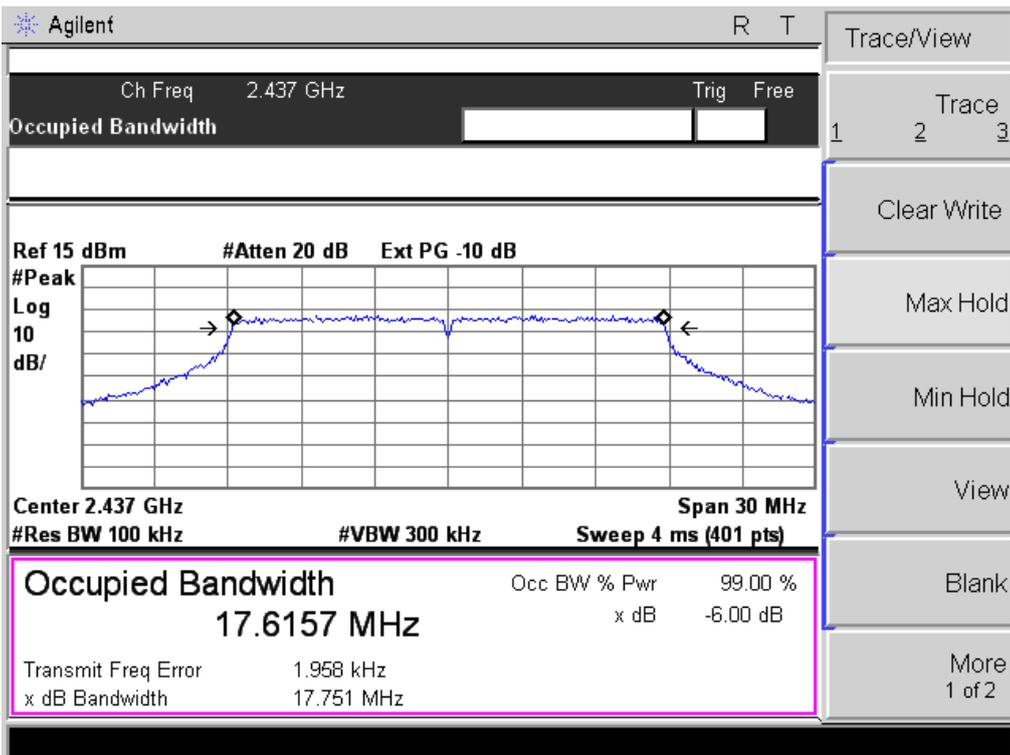 Agilent
R T
Ch Freq 2.437 GHz
Trig Free
Occupied Bandwidth
Ref 15 dBm #Atten 20 dB Ext PG -10 dB
#Peak
Log
10
dB/
Center 2.437 GHz Span 30 MHz
#Res BW 100 kHz #VBW 300 kHz Sweep 4 ms (401 pts)
Occupied Bandwidth
17.6157 MHz
Occ BW % Pwr 99.00 %
x dB -6.00 dB
Transmit Freq Error 1.958 kHz
x dB Bandwidth 17.751 MHz
Trace/View
Trace
1 2 3
Clear Write
Max Hold
Min Hold
View
Blank
More
1 of 2